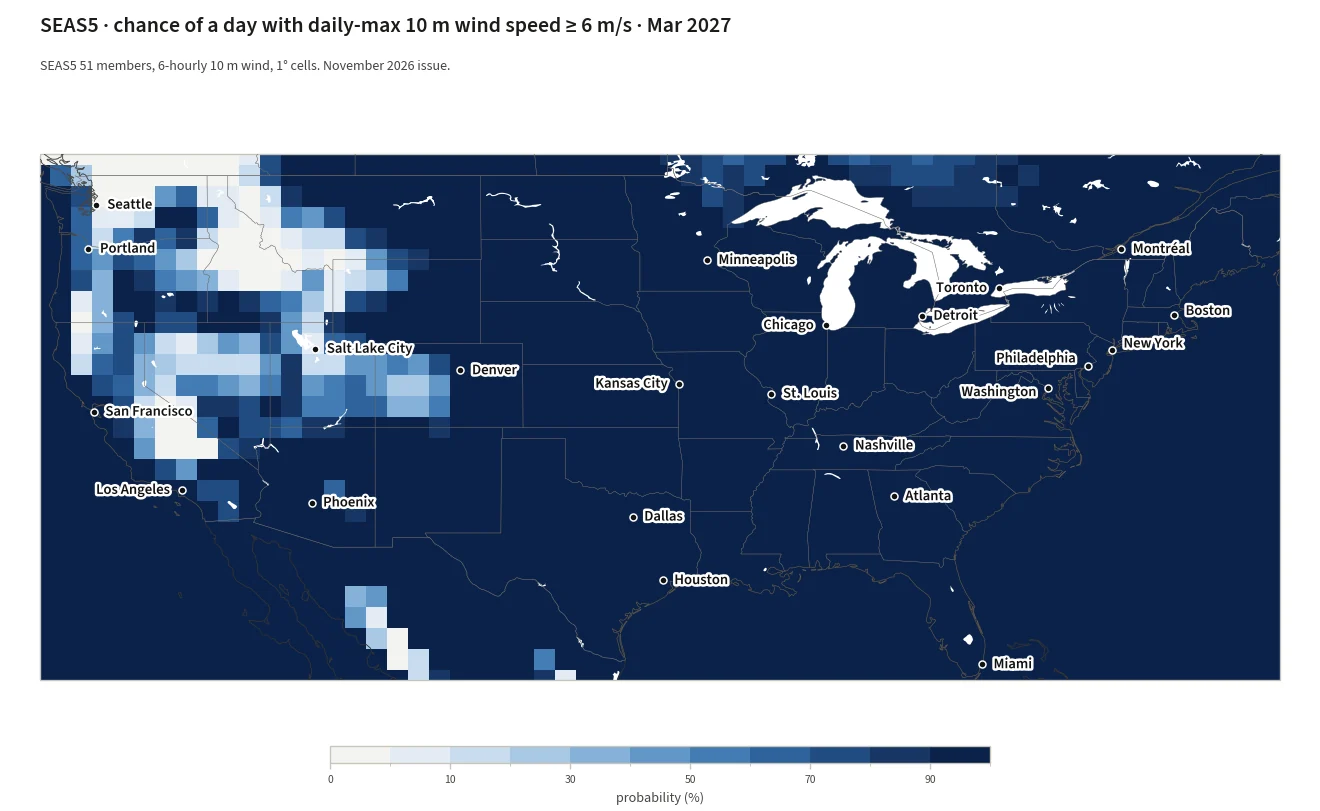 SEAS5 · chance of a day with daily-max 10 m wind speed ≥ 6 m/s · Mar 2027
SEAS5 51 members, 6-hourly 10 m wind, 1° cells. November 2026 issue.
Seattle
Portland
Minneapolis
Montréal
Toronto
Boston
Detroit
Chicago
New York
Salt Lake City
Philadelphia
Denver
Kansas City
St. Louis
Washington
San Francisco
Nashville
Los Angeles
Phoenix
Atlanta
Dallas
Houston
Miami
0 10 30 50 70 90
probability (%)